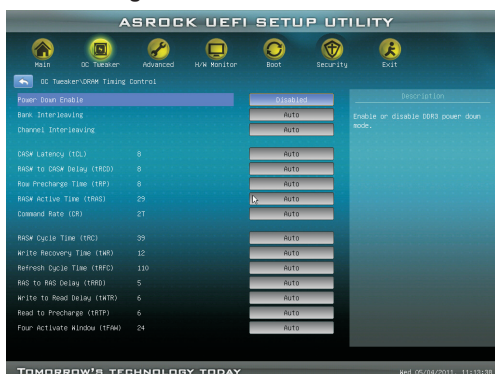 ASROCK UEFI SETUP UTILITY
Main OC Tweaker Advanced H/W Monitor Boot Security Exit
OC Tweaker\DRAM Timing Control
Description
Power Down Enable Disabled
Enable or disable DDR3 power down mode.
Bank Interleaving Auto
Channel Interleaving Auto
CAS# Latency (tCL) 8 Auto
RAS# to CAS# Delay (tRCD) 8 Auto
Row Precharge Time (tRP) 8 Auto
RAS# Active Time (tRAS) 29 Auto
Command Rate (CR) 2T Auto
RAS# Cycle Time (tRC) 39 Auto
Write Recovery Time (tWR) 12 Auto
Refresh Cycle Time (tRFC) 110 Auto
RAS to RAS Delay (tRRD) 5 Auto
Write to Read Delay (tWTR) 6 Auto
Read to Precharge (tRTP) 6 Auto
Four Activate Window (tFAW) 24 Auto
TOMORROW'S TECHNOLOGY TODAY
Wed 05/04/2011, 11:13:38